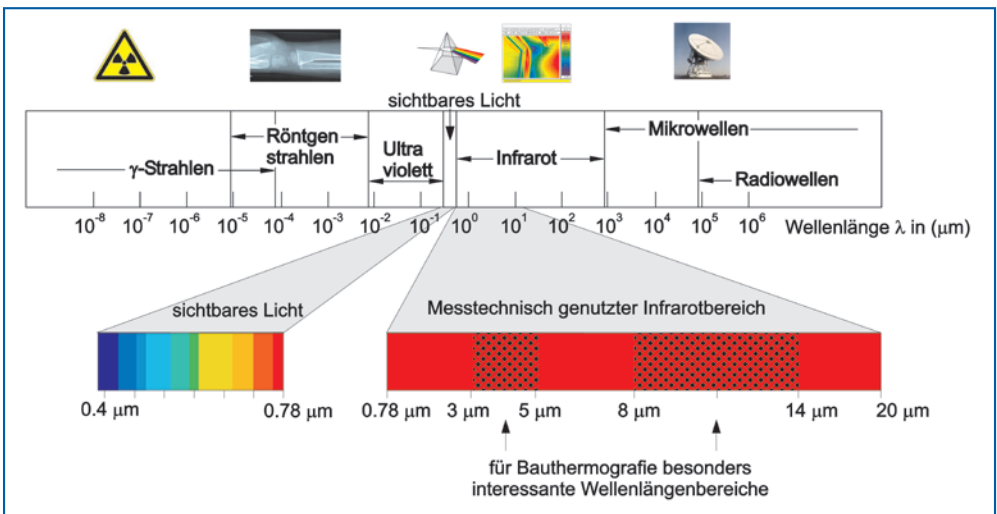 sichtbares Licht
Röntgen
strahlen
Mikrowellen
Ultra
violett
Infrarot
γ-Strahlen
Radiowellen
10⁻⁸ 10⁻⁷ 10⁻⁶ 10⁻⁵ 10⁻⁴ 10⁻³ 10⁻² 10⁻¹ 10⁰ 10¹ 10² 10³ 10⁴ 10⁵ 10⁶ Wellenlänge λ in (μm)
sichtbares Licht
Messtechnisch genutzter Infrarotbereich
0.4 μm 0.78 μm
0.78 μm 3 μm 5 μm 8 μm 14 μm 20 μm
für Bauthermografie besonders
interessante Wellenlängenbereiche